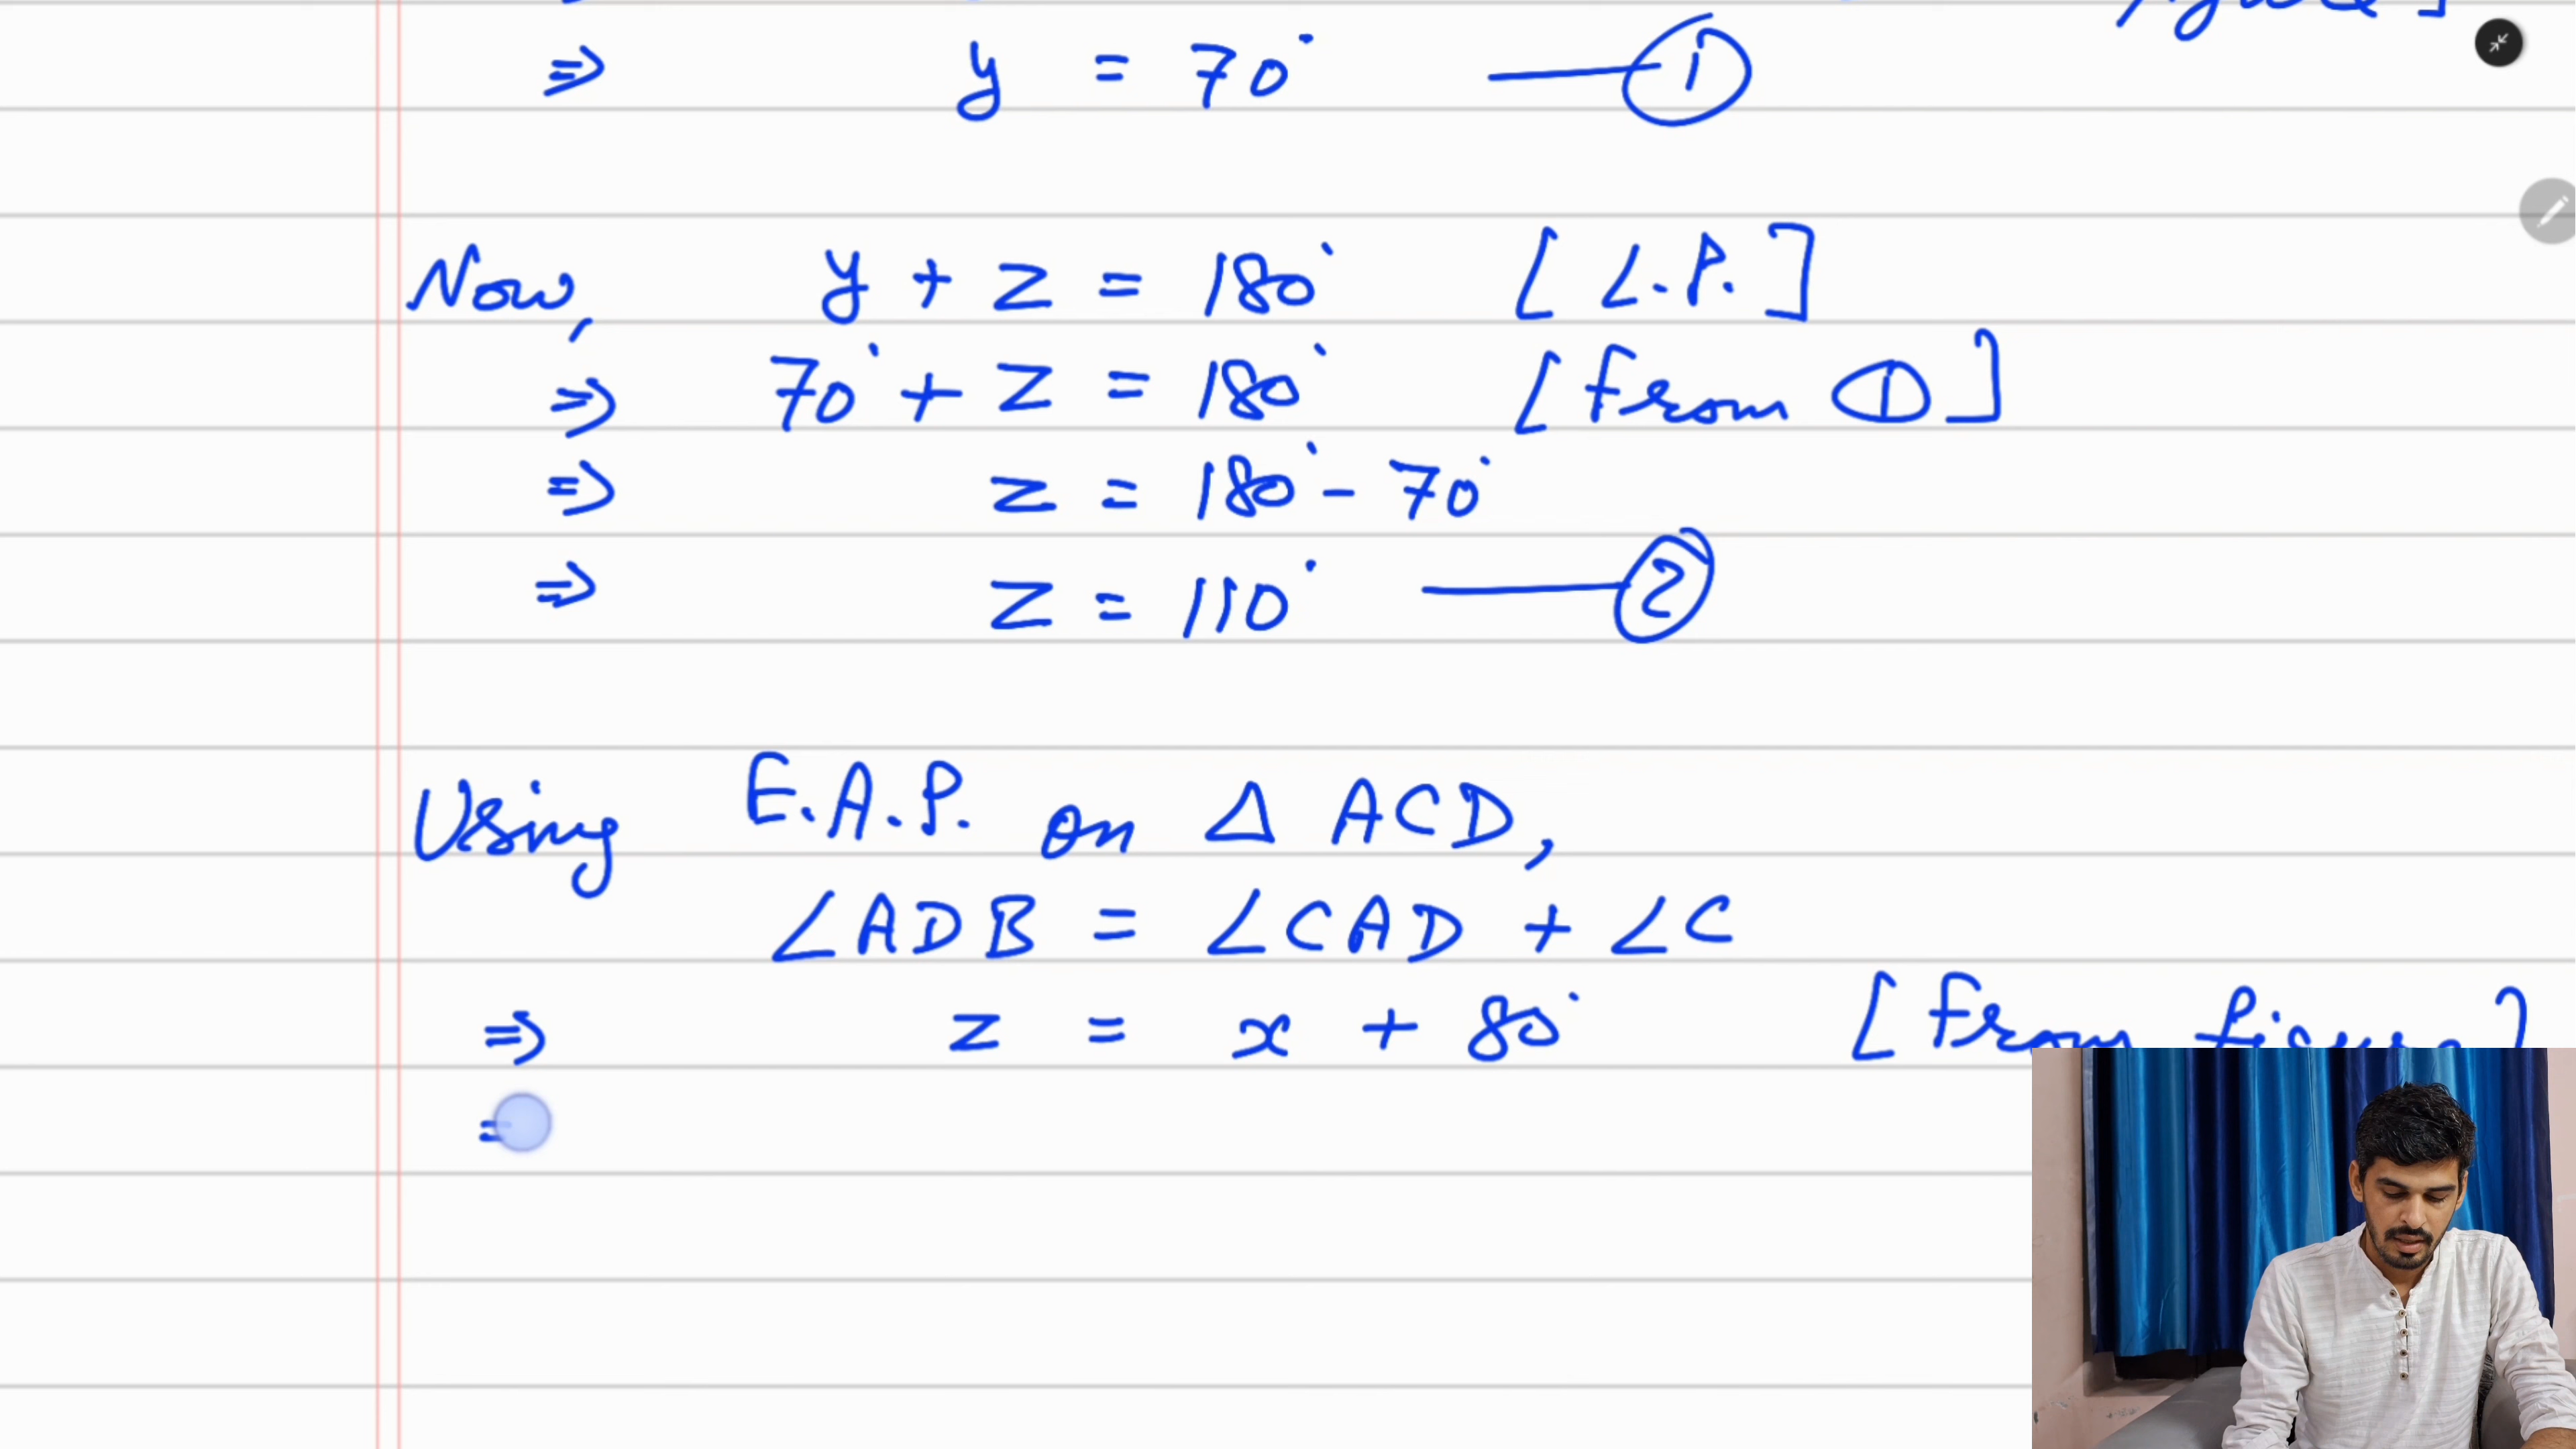 ⇒ y = 70° —— ①
Now, y + z = 180° [L.P.]
⇒ 70° + z = 180° [From ①]
⇒ z = 180° - 70°
⇒ z = 110° —— ②
Using E.A.P. on Δ ACD,
∠ADB = ∠CAD + ∠C
⇒ z = x + 80° [From figure]
=